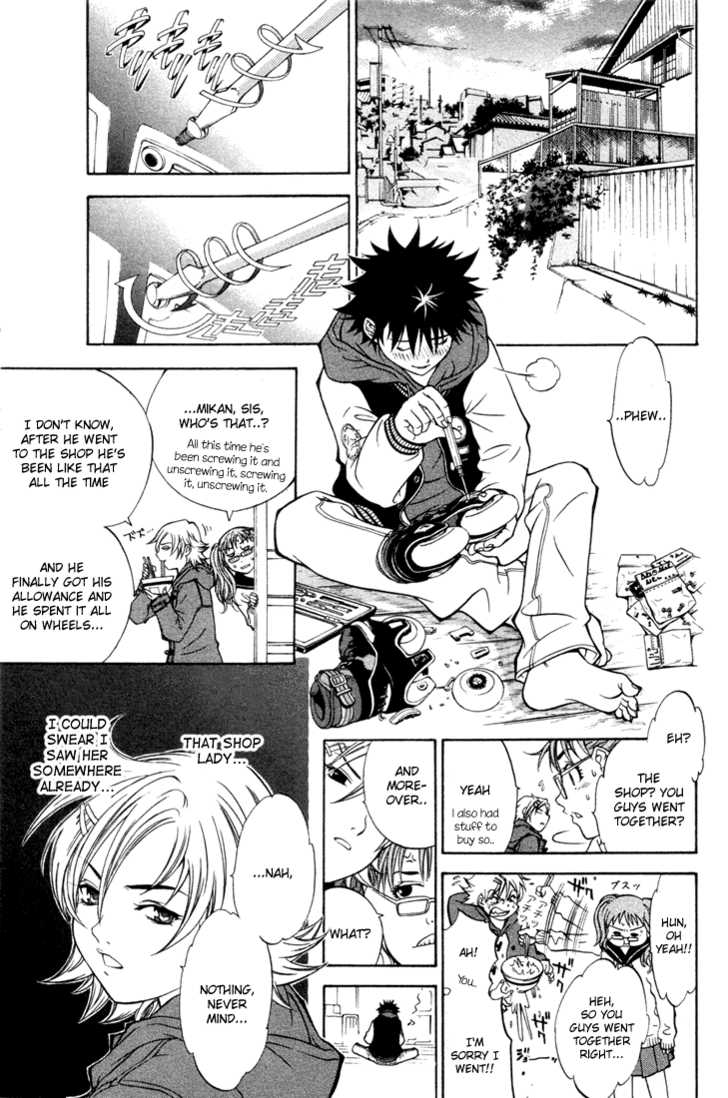 ..PHEW.
...MIKAN, SIS,
WHO'S THAT..?
All this time he's
been screwing it and
unscrewing it, screwing
it, unscrewing it.
I DON'T KNOW,
AFTER HE WENT
TO THE SHOP HE'S
BEEN LIKE THAT
ALL THE TIME
AND HE
FINALLY GOT HIS
ALLOWANCE AND
HE SPENT IT ALL
ON WHEELS...
ズズ
EH?
THE
SHOP? YOU
GUYS WENT
TOGETHER?
YEAH
I also had
stuff to
buy so..
HUN,
OH
YEAH!!
HEH,
SO YOU
GUYS WENT
TOGETHER
RIGHT...
AH!
YOU..
I'M
SORRY I
WENT!!
AND
MORE-
OVER..
WHAT?
THAT SHOP
LADY...
I COULD
SWEAR I
SAW HER
SOMEWHERE
ALREADY...
...NAH,
NOTHING,
NEVER
MIND...